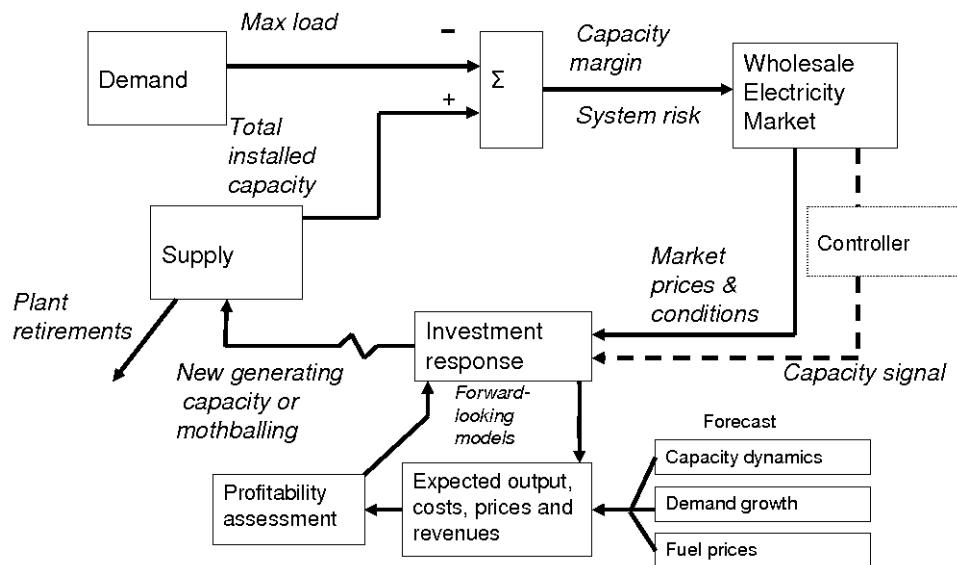 Max load
-
Demand
Σ
+
Capacity
margin
System risk
Wholesale
Electricity
Market
Total
installed
capacity
Supply
Controller
Plant
retirements
Market
prices &
conditions
Investment
response
Capacity signal
New generating
capacity or
mothballing
Forward-
looking
models
Forecast
Capacity dynamics
Demand growth
Fuel prices
Profitability
assessment
Expected output,
costs, prices and
revenues